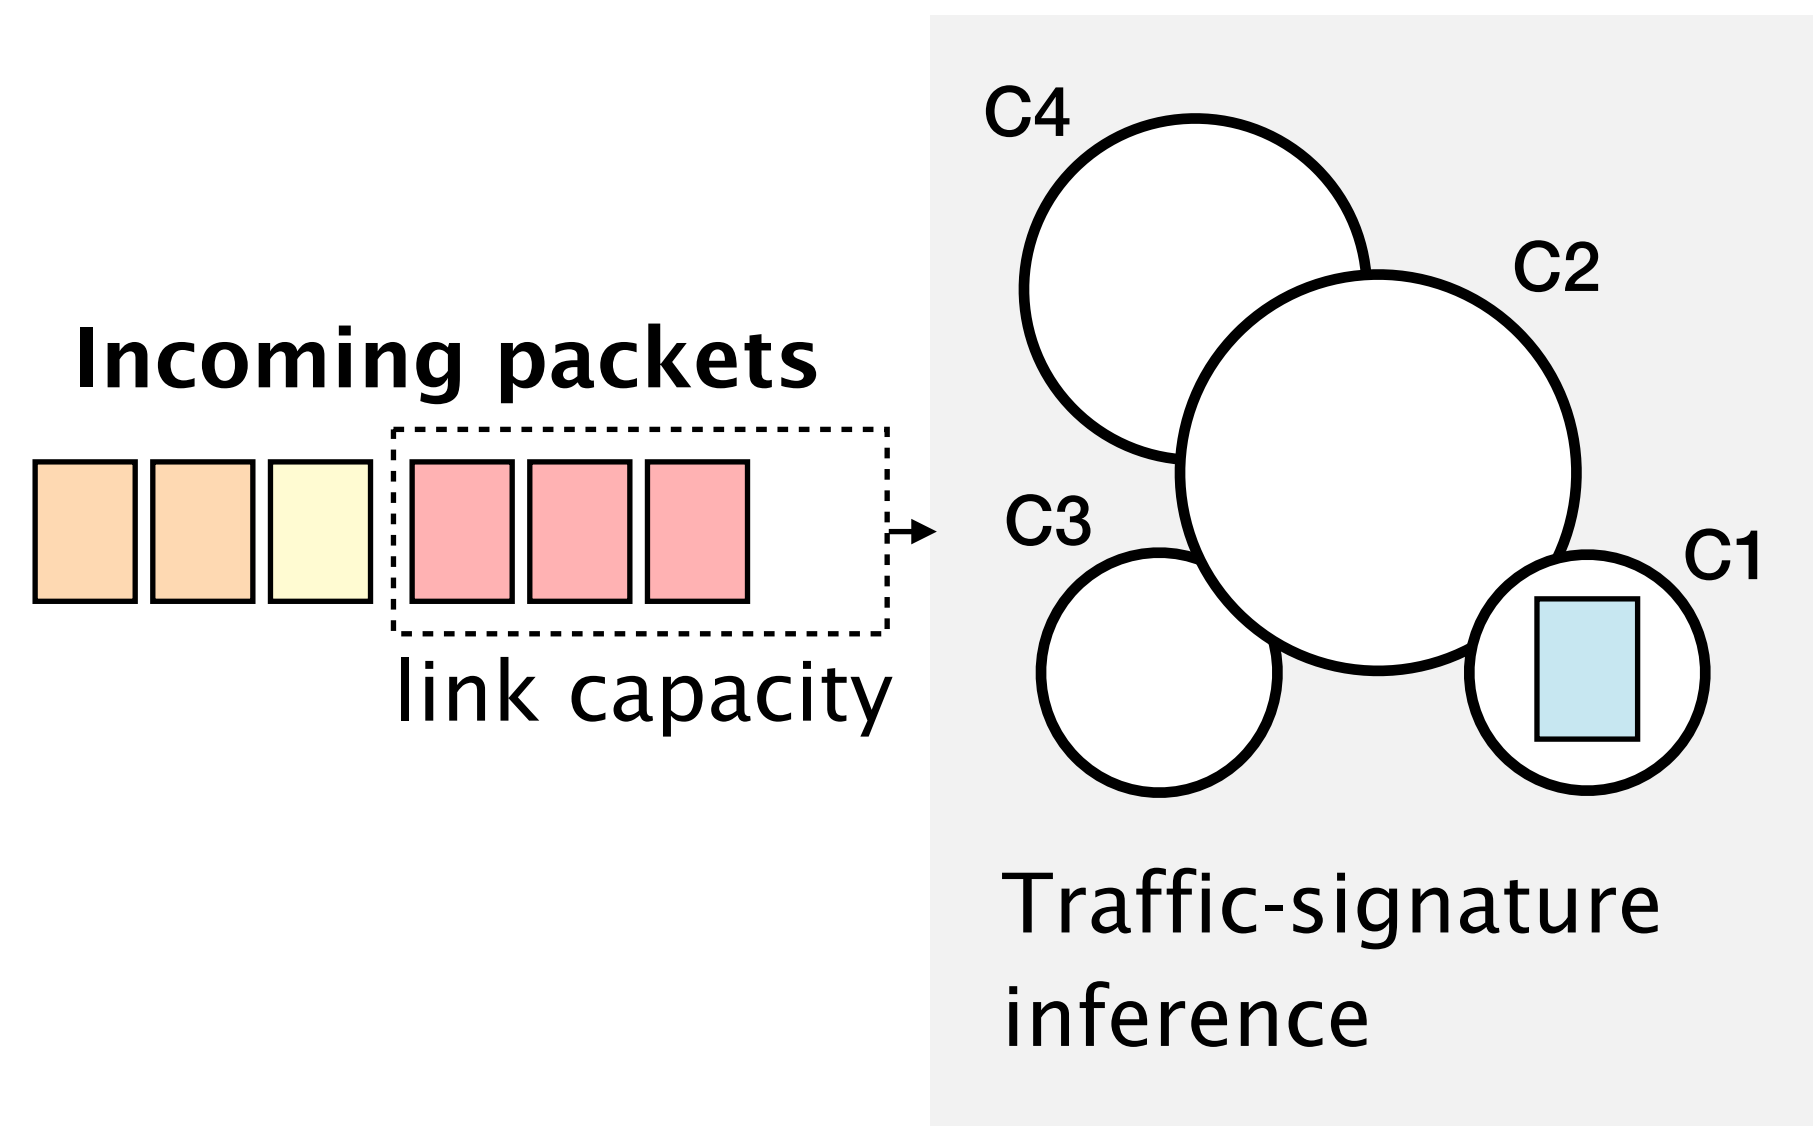 C4
C2
Incoming packets
C3
C1
link capacity
Traffic-signature
inference